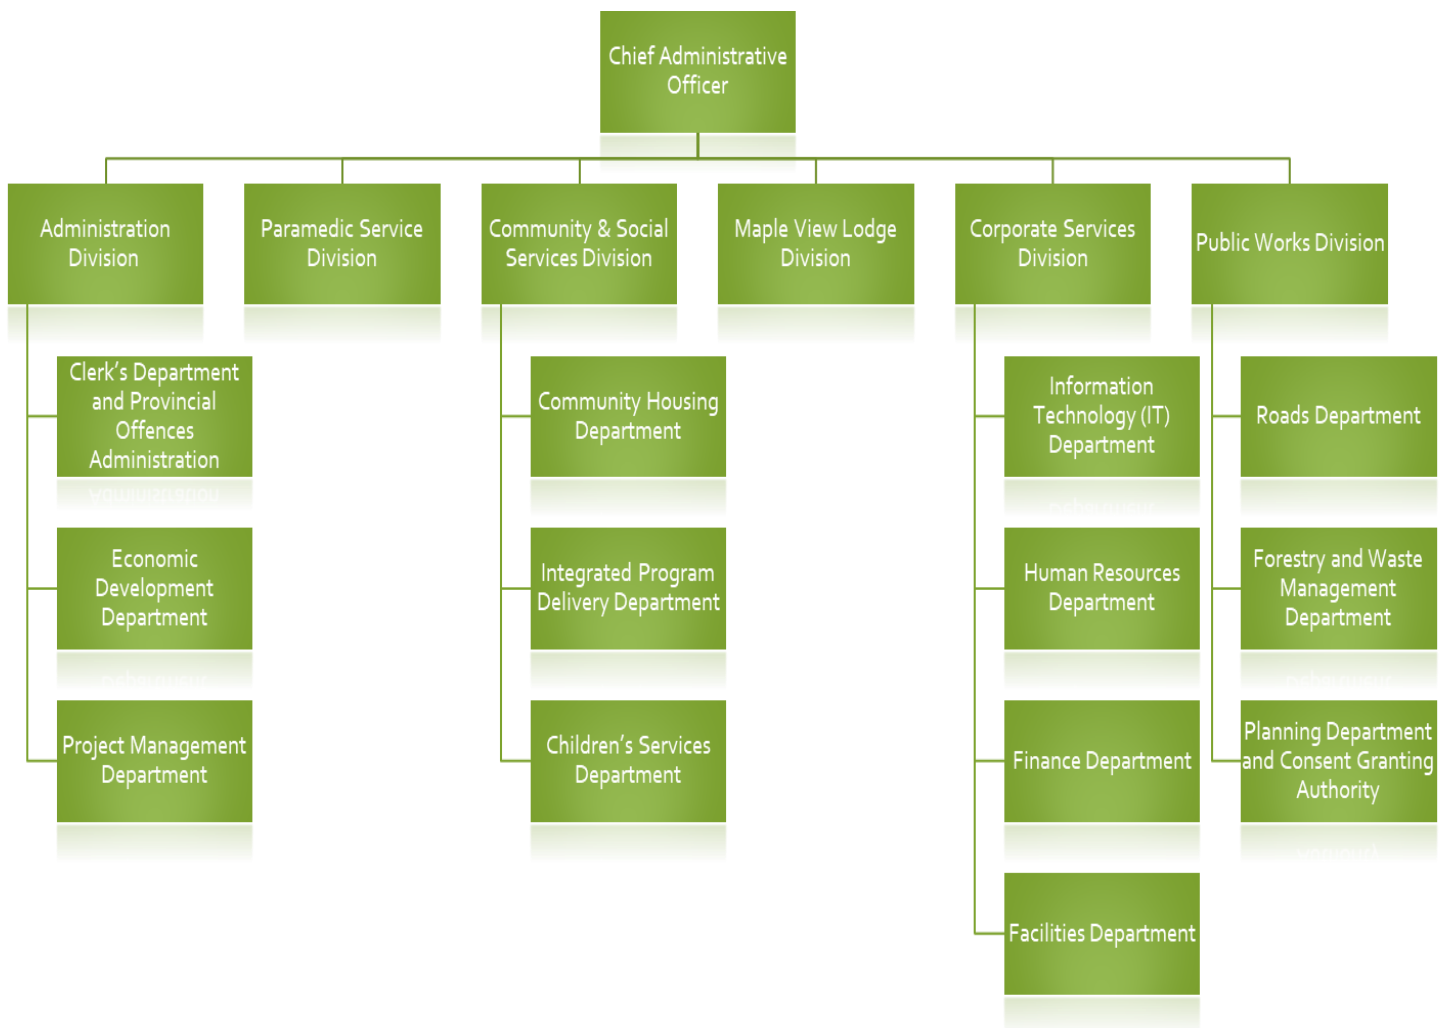 Chief Administrative
Officer
Administration
Division
Paramedic Service
Division
Community & Social
Services Division
Maple View Lodge
Division
Corporate Services
Division
Public Works Division
Clerk’s Department
and Provincial
Offences
Administration
Economic
Development
Department
Project Management
Department
Community Housing
Department
Integrated Program
Delivery Department
Children’s Services
Department
Information
Technology (IT)
Department
Human Resources
Department
Finance Department
Facilities Department
Roads Department
Forestry and Waste
Management
Department
Planning Department
and Consent Granting
Authority